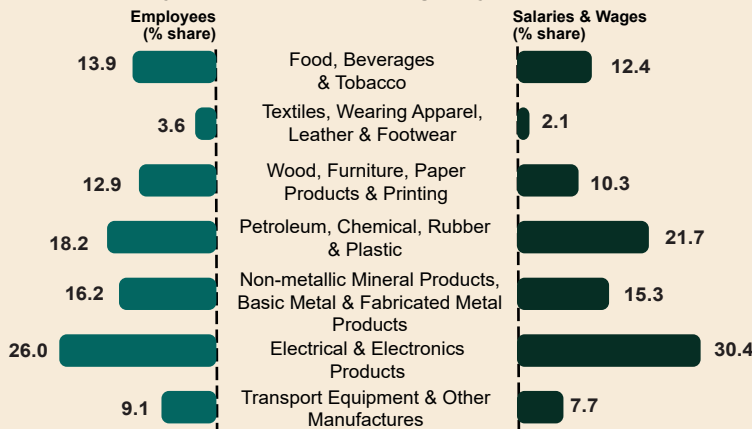 Employees
(% share)
Salaries & Wages
(% share)
13.9
Food, Beverages
& Tobacco
12.4
3.6
Textiles, Wearing Apparel,
Leather & Footwear
2.1
12.9
Wood, Furniture, Paper
Products & Printing
10.3
18.2
Petroleum, Chemical, Rubber
& Plastic
21.7
16.2
Non-metallic Mineral Products,
Basic Metal & Fabricated Metal
Products
15.3
26.0
Electrical & Electronics
Products
30.4
9.1
Transport Equipment & Other
Manufactures
7.7